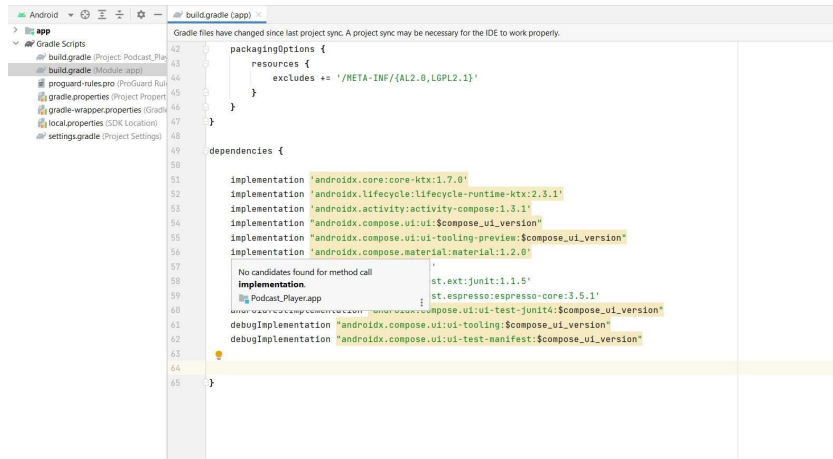 Android
build.gradle (:app)
app
Gradle files have changed since last project sync. A project sync may be necessary for the IDE to work properly.
Gradle Scripts
build.gradle (Project: Podcast_Play
build.gradle (Module :app)
proguard-rules.pro (ProGuard Rul
gradle.properties (Project Propert
gradle-wrapper.properties (Gradl
local.properties (SDK Location)
settings.gradle (Project Settings)
42 packagingOptions {
43 resources {
44 excludes += '/META-INF/{AL2.0,LGPL2.1}'
45 }
46 }
47 }
48
49 dependencies {
50
51 implementation 'androidx.core:core-ktx:1.7.0'
52 implementation 'androidx.lifecycle:lifecycle-runtime-ktx:2.3.1'
53 implementation 'androidx.activity:activity-compose:1.3.1'
54 implementation "androidx.compose.ui:ui:$compose_ui_version"
55 implementation "androidx.compose.ui:ui-tooling-preview:$compose_ui_version"
56 implementation 'androidx.compose.material:material:1.2.0'
57 '
58 st.ext:junit:1.1.5'
59 st.espresso:espresso-core:3.5.1'
No candidates found for method call
implementation.
Podcast_Player.app
60 androidTestImplementation "androidx.compose.ui:ui-test-junit4:$compose_ui_version"
61 debugImplementation "androidx.compose.ui:ui-tooling:$compose_ui_version"
62 debugImplementation "androidx.compose.ui:ui-test-manifest:$compose_ui_version"
63
64
65 }